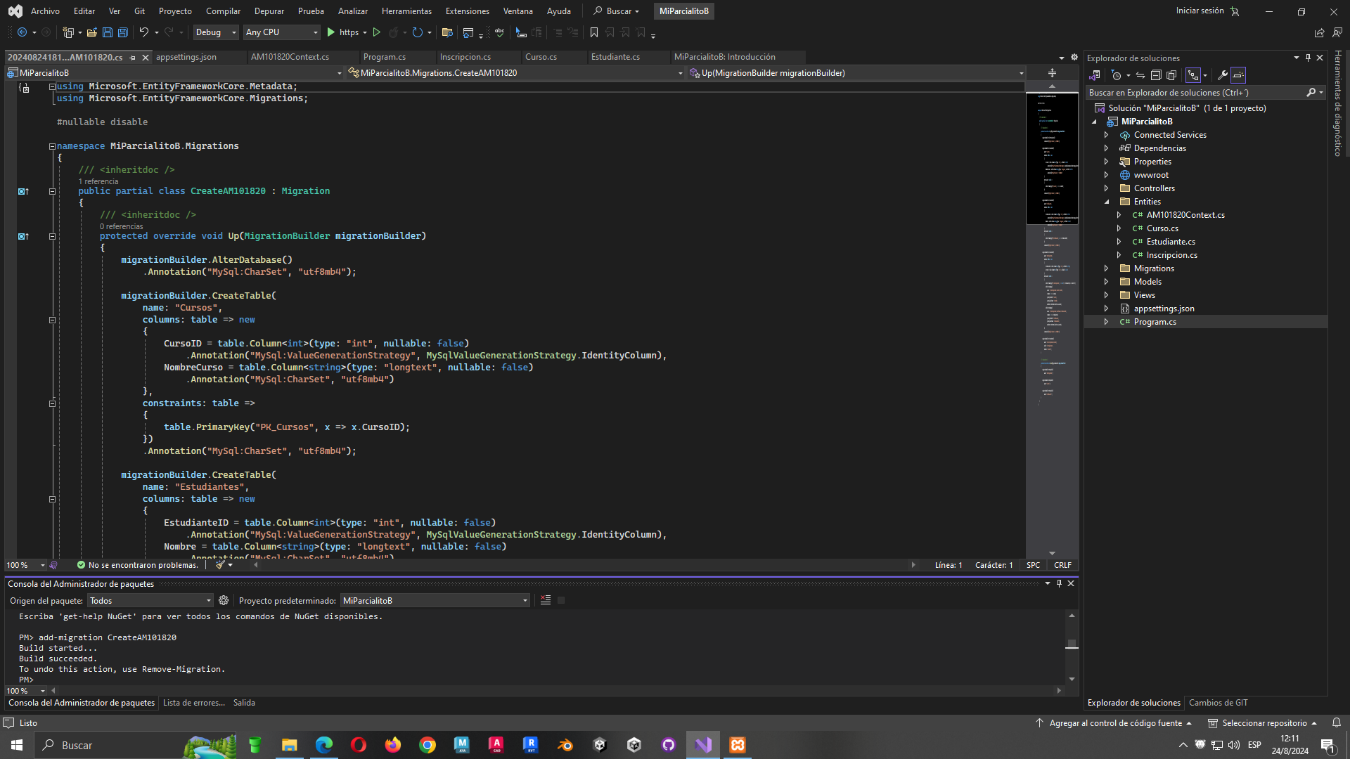 Archivo Editar Ver Git Proyecto Compilar Depurar Prueba Analizar Herramientas Extensiones Ventana Ayuda Buscar MiParcialitoB Iniciar sesión
Debug Any CPU https
20240824181...AM101820.cs appsettings.json AM101820Context.cs Program.cs Inscripcion.cs Curso.cs Estudiante.cs MiParcialitoB: Introducción
MiParcialitoB MiParcialitoB.Migrations.CreateAM101820 Up(MigrationBuilder migrationBuilder)
using Microsoft.EntityFrameworkCore.Metadata;
using Microsoft.EntityFrameworkCore.Migrations;
#nullable disable
namespace MiParcialitoB.Migrations
{
/// <inheritdoc />
1 referencia
public partial class CreateAM101820 : Migration
{
/// <inheritdoc />
0 referencias
protected override void Up(MigrationBuilder migrationBuilder)
{
migrationBuilder.AlterDatabase()
.Annotation("MySql:CharSet", "utf8mb4");
migrationBuilder.CreateTable(
name: "Cursos",
columns: table => new
{
CursoID = table.Column<int>(type: "int", nullable: false)
.Annotation("MySql:ValueGenerationStrategy", MySqlValueGenerationStrategy.IdentityColumn),
NombreCurso = table.Column<string>(type: "longtext", nullable: false)
.Annotation("MySql:CharSet", "utf8mb4")
},
constraints: table =>
{
table.PrimaryKey("PK_Cursos", x => x.CursoID);
})
.Annotation("MySql:CharSet", "utf8mb4");
migrationBuilder.CreateTable(
name: "Estudiantes",
columns: table => new
{
EstudianteID = table.Column<int>(type: "int", nullable: false)
.Annotation("MySql:ValueGenerationStrategy", MySqlValueGenerationStrategy.IdentityColumn),
Nombre = table.Column<string>(type: "longtext", nullable: false)
.Annotation("MySql:CharSet", "utf8mb4")
100 % No se encontraron problemas. Línea: 1 Carácter: 1 SPC CRLF
Consola del Administrador de paquetes
Origen del paquete: Todos Proyecto predeterminado: MiParcialitoB
Escriba 'get-help NuGet' para ver todos los comandos de NuGet disponibles.
PM> add-migration CreateAM101820
Build started...
Build succeeded.
To undo this action, use Remove-Migration.
PM>
100 %
Consola del Administrador de paquetes Lista de errores... Salida
Explorador de soluciones
Buscar en Explorador de soluciones (Ctrl+´)
Solución "MiParcialitoB" (1 de 1 proyecto)
MiParcialitoB
Connected Services
Dependencias
Properties
wwwroot
Controllers
Entities
AM101820Context.cs
Curso.cs
Estudiante.cs
Inscripcion.cs
Migrations
Models
Views
appsettings.json
Program.cs
Explorador de soluciones Cambios de GIT
Herramientas de diagnóstico
Listo Agregar al control de código fuente Seleccionar repositorio
Buscar
ESP
12:11
24/8/2024
1